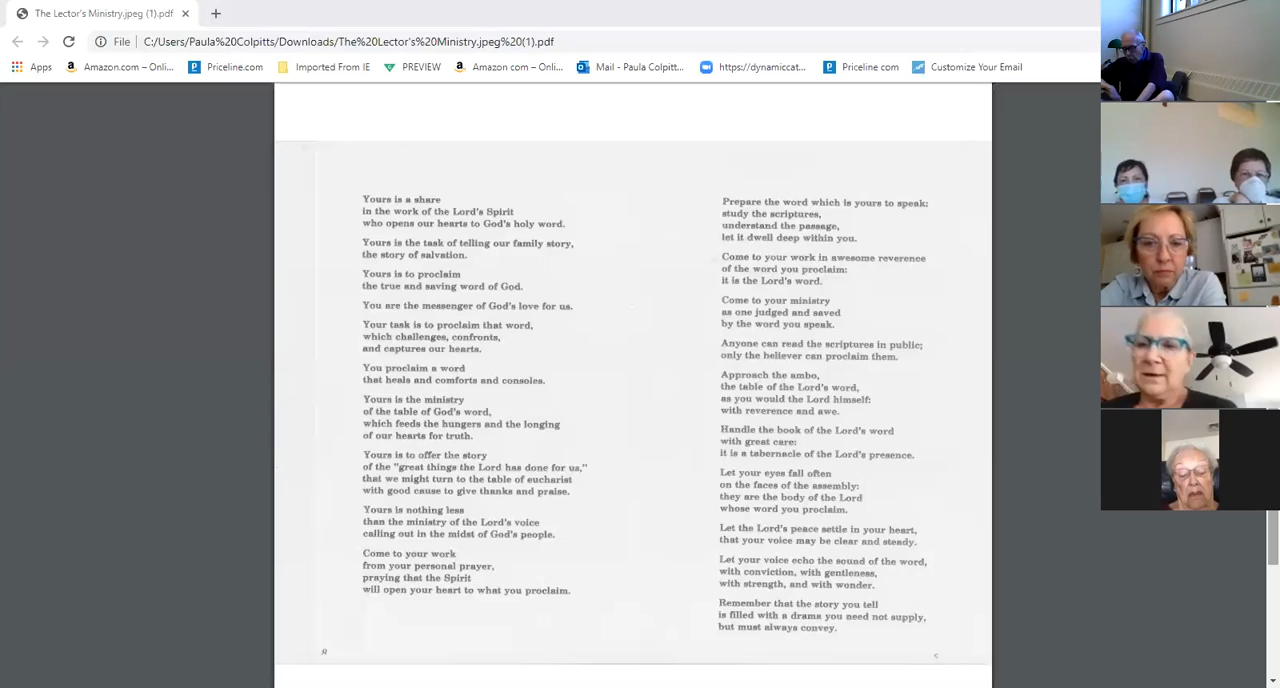 The Lector's Ministry.jpeg (1).pdf
File
C:/Users/Paula%20Colpitts/Downloads/The%20Lector's%20Ministry.jpeg%20(1).pdf
Apps
Amazon.com – Onli...
Priceline.com
Imported From IE
PREVIEW
Amazon com – Onli...
Mail - Paula Colpitt...
https://dynamiccat...
Priceline com
Customize Your Email
Yours is a share
in the work of the Lord's Spirit
who opens our hearts to God's holy word.
Yours is the task of telling our family story,
the story of salvation.
Yours is to proclaim
the true and saving word of God.
You are the messenger of God's love for us.
Your task is to proclaim that word,
which challenges, confronts,
and captures our hearts.
You proclaim a word
that heals and comforts and consoles.
Yours is the ministry
of the table of God's word,
which feeds the hungers and the longing
of our hearts for truth.
Yours is to offer the story
of the "great things the Lord has done for us,"
that we might turn to the table of eucharist
with good cause to give thanks and praise.
Yours is nothing less
than the ministry of the Lord's voice
calling out in the midst of God's people.
Come to your work
from your personal prayer,
praying that the Spirit
will open your heart to what you proclaim.
Prepare the word which is yours to speak:
study the scriptures,
understand the passage,
let it dwell deep within you.
Come to your work in awesome reverence
of the word you proclaim:
it is the Lord's word.
Come to your ministry
as one judged and saved
by the word you speak.
Anyone can read the scriptures in public;
only the believer can proclaim them.
Approach the ambo,
the table of the Lord's word,
as you would the Lord himself:
with reverence and awe.
Handle the book of the Lord's word
with great care:
it is a tabernacle of the Lord's presence.
Let your eyes fall often
on the faces of the assembly:
they are the body of the Lord
whose word you proclaim.
Let the Lord's peace settle in your heart,
that your voice may be clear and steady.
Let your voice echo the sound of the word,
with conviction, with gentleness,
with strength, and with wonder.
Remember that the story you tell
is filled with a drama you need not supply,
but must always convey.